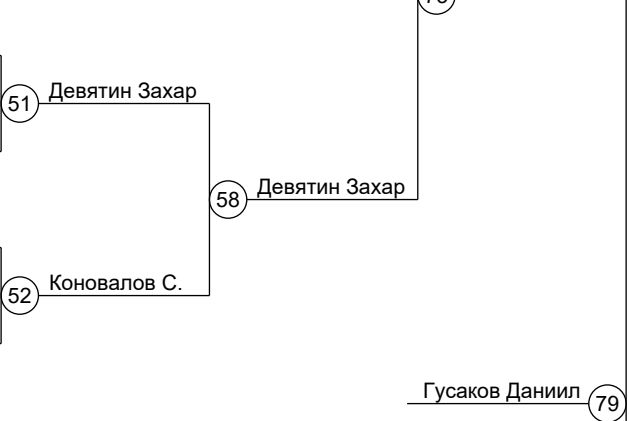 51 Девятин Захар
58 Девятин Захар
52 Коновалов С.
Гусаков Даниил 79